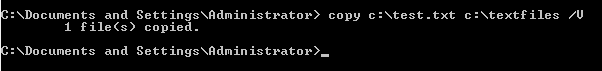 C:\Documents and Settings\Administrator> copy c:\test.txt c:\textfiles /V
1 file(s) copied.
C:\Documents and Settings\Administrator>_